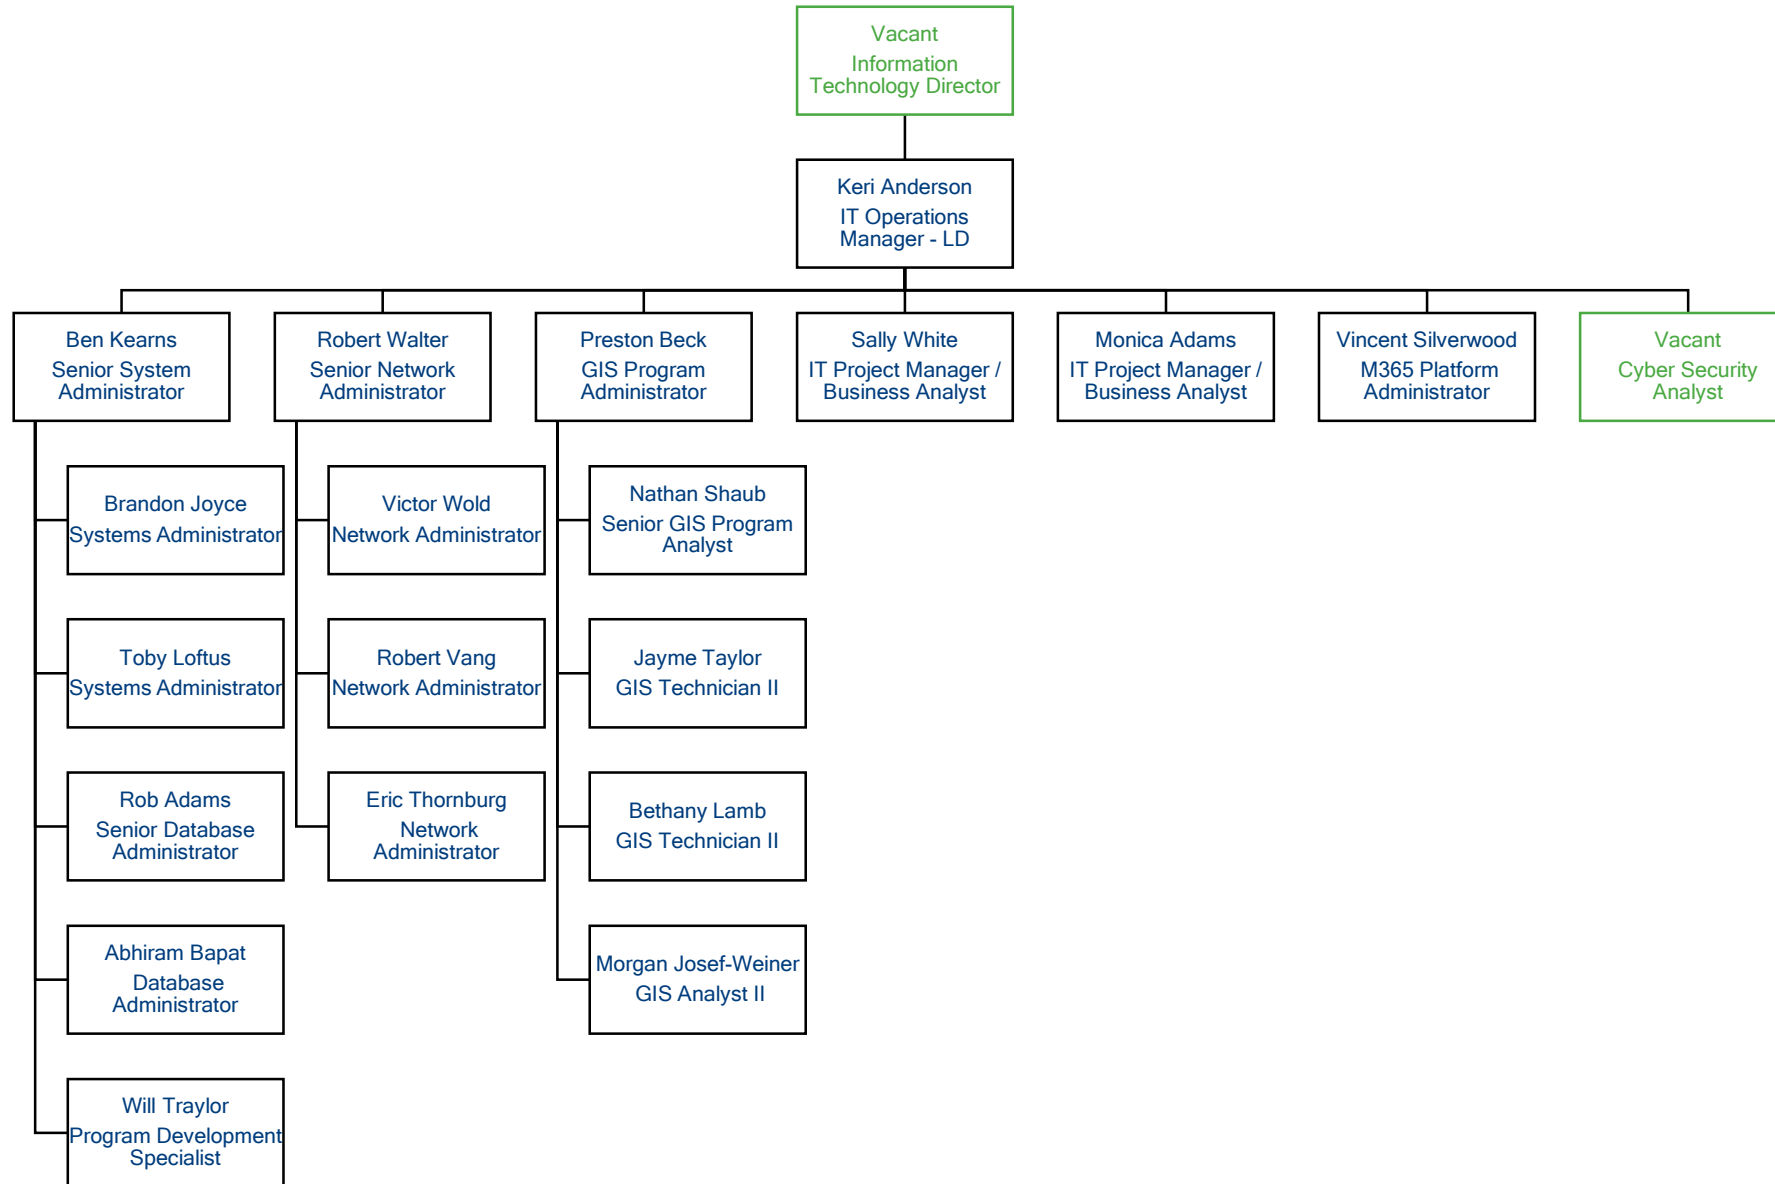 Vacant
Information
Technology Director
Keri Anderson
IT Operations
Manager - LD
Ben Kearns
Senior System
Administrator
Robert Walter
Senior Network
Administrator
Preston Beck
GIS Program
Administrator
Sally White
IT Project Manager /
Business Analyst
Monica Adams
IT Project Manager /
Business Analyst
Vincent Silverwood
M365 Platform
Administrator
Vacant
Cyber Security
Analyst
Brandon Joyce
Systems Administrator
Toby Loftus
Systems Administrator
Rob Adams
Senior Database
Administrator
Abhiram Bapat
Database
Administrator
Will Traylor
Program Development
Specialist
Victor Wold
Network Administrator
Robert Vang
Network Administrator
Eric Thornburg
Network
Administrator
Nathan Shaub
Senior GIS Program
Analyst
Jayme Taylor
GIS Technician II
Bethany Lamb
GIS Technician II
Morgan Josef-Weiner
GIS Analyst II